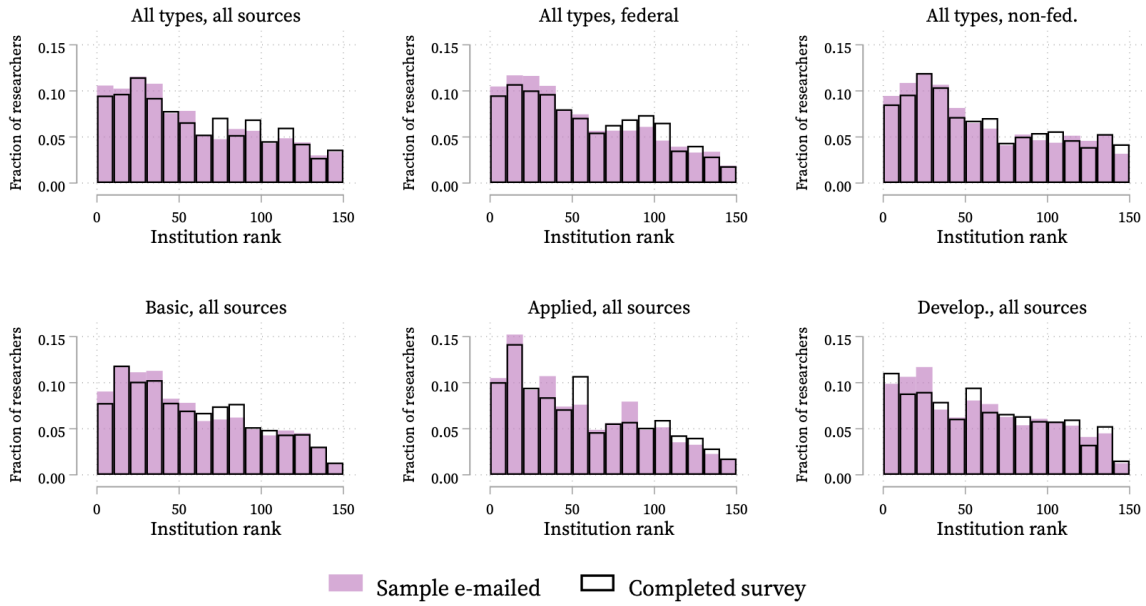 All types, all sources
All types, federal
All types, non-fed.
Fraction of researchers
0.15
0.10
0.05
0.00
0 50 100 150
Institution rank
Fraction of researchers
0.15
0.10
0.05
0.00
0 50 100 150
Institution rank
Fraction of researchers
0.15
0.10
0.05
0.00
0 50 100 150
Institution rank
Basic, all sources
Applied, all sources
Develop., all sources
Fraction of researchers
0.15
0.10
0.05
0.00
0 50 100 150
Institution rank
Fraction of researchers
0.15
0.10
0.05
0.00
0 50 100 150
Institution rank
Fraction of researchers
0.15
0.10
0.05
0.00
0 50 100 150
Institution rank
Sample e-mailed
Completed survey